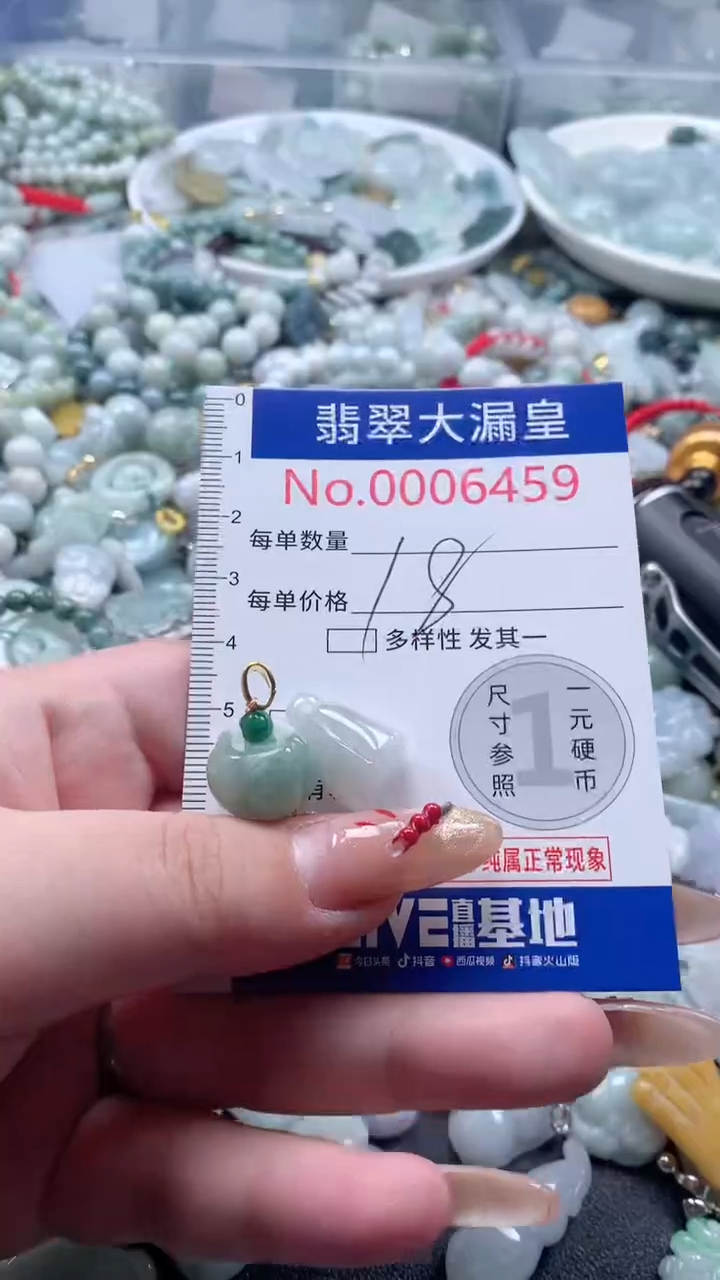 翡翠大漏皇
No.0006459
每单数量
18
每单价格
多样性 发其一
0
1
2
3
4
5
尺寸参照
1
一元硬币
纯属正常现象
直播基地
今日头条 抖音 西瓜视频 抖音火山版